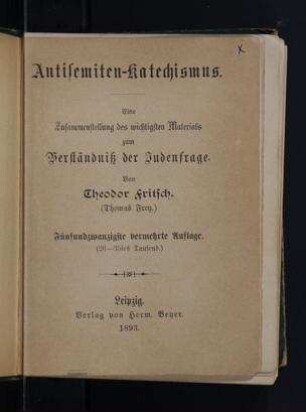 Antisemiten-Katechismus.
Eine
Zusammenstellung des wichtigsten Materials
zum
Verständniß der Judenfrage.
Von
Theodor Fritsch.
(Thomas Frey.)
Fünfundzwanzigste vermehrte Auflage.
Leipzig.
Verlag von Herm. Beyer.
1893.